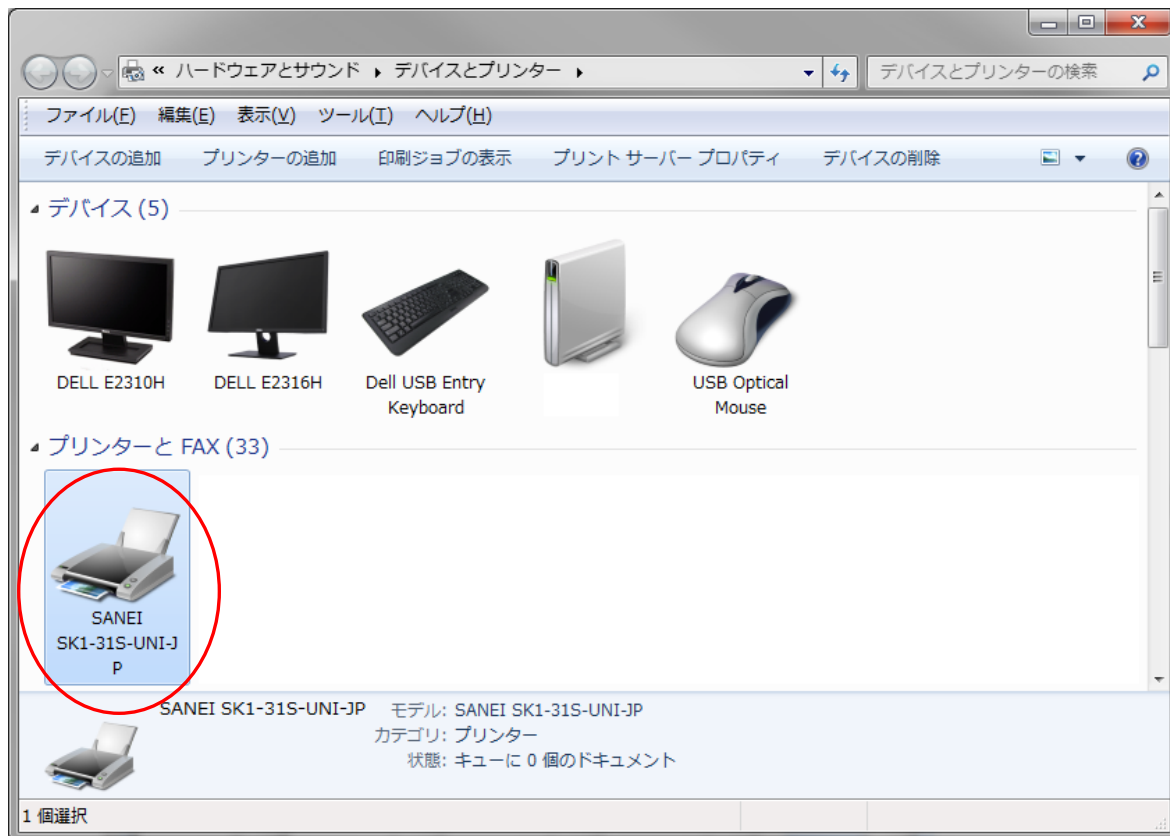 « ハードウェアとサウンド ▸ デバイスとプリンター ▸ デバイスとプリンターの検索
ファイル(F) 編集(E) 表示(V) ツール(T) ヘルプ(H)
デバイスの追加 プリンターの追加 印刷ジョブの表示 プリント サーバー プロパティ デバイスの削除
デバイス (5)
DELL E2310H
DELL E2316H
Dell USB Entry
Keyboard
USB Optical
Mouse
プリンターと FAX (33)
SANEI
SK1-31S-UNI-J
P
SANEI SK1-31S-UNI-JP モデル: SANEI SK1-31S-UNI-JP
カテゴリ: プリンター
状態: キューに 0 個のドキュメント
1 個選択